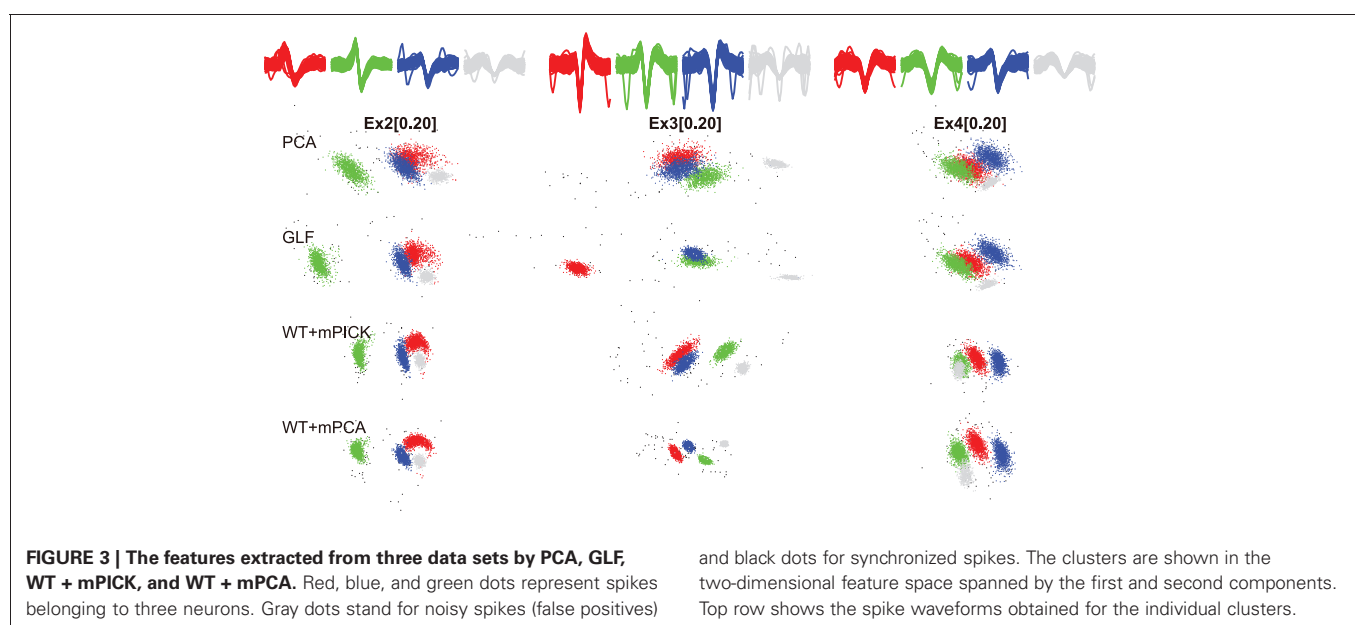 Ex2[0.20] Ex3[0.20] Ex4[0.20]
PCA
GLF
WT+mPICK
WT+mPCA
FIGURE 3 | The features extracted from three data sets by PCA, GLF,
WT + mPICK, and WT + mPCA. Red, blue, and green dots represent spikes
belonging to three neurons. Gray dots stand for noisy spikes (false positives)
and black dots for synchronized spikes. The clusters are shown in the
two-dimensional feature space spanned by the first and second components.
Top row shows the spike waveforms obtained for the individual clusters.